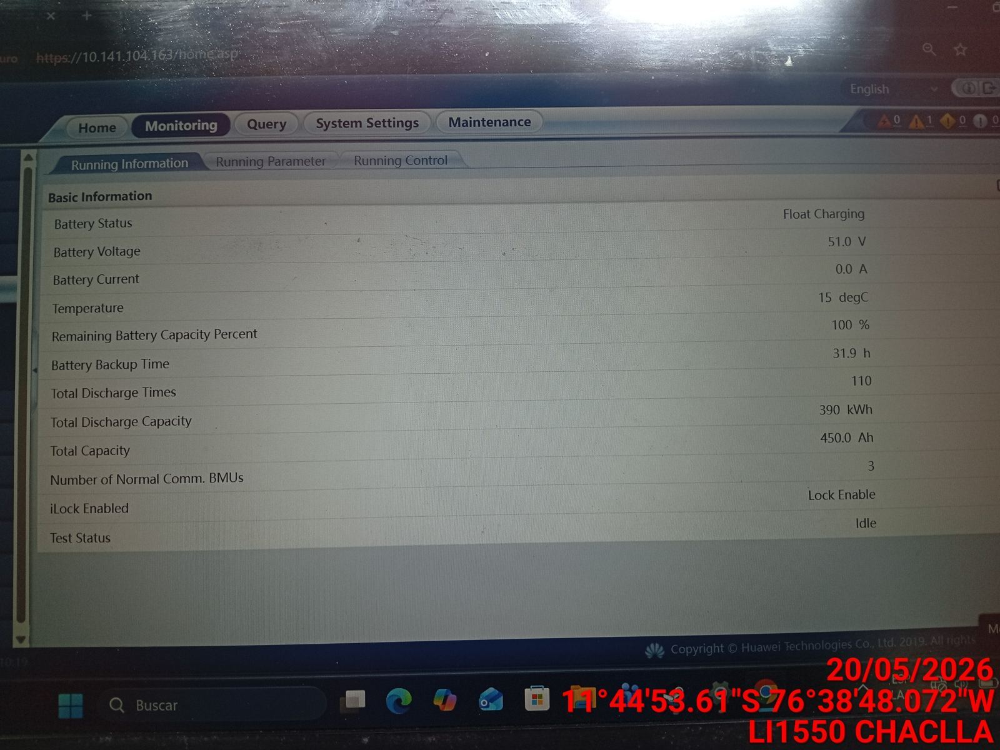 https://10.141.104.163/home.asp
English
Home Monitoring Query System Settings Maintenance
0 1 0 0
Running Information Running Parameter Running Control
Basic Information
Battery Status Float Charging
Battery Voltage 51.0 V
Battery Current 0.0 A
Temperature 15 degC
Remaining Battery Capacity Percent 100 %
Battery Backup Time 31.9 h
Total Discharge Times 110
Total Discharge Capacity 390 kWh
Total Capacity 450.0 Ah
Number of Normal Comm. BMUs 3
iLock Enabled Lock Enable
Test Status Idle
Copyright © Huawei Technologies Co., Ltd. 2019. All rights
Buscar
20/05/2026
11°44'53.61"S 76°38'48.072"W
LI1550 CHACLLA